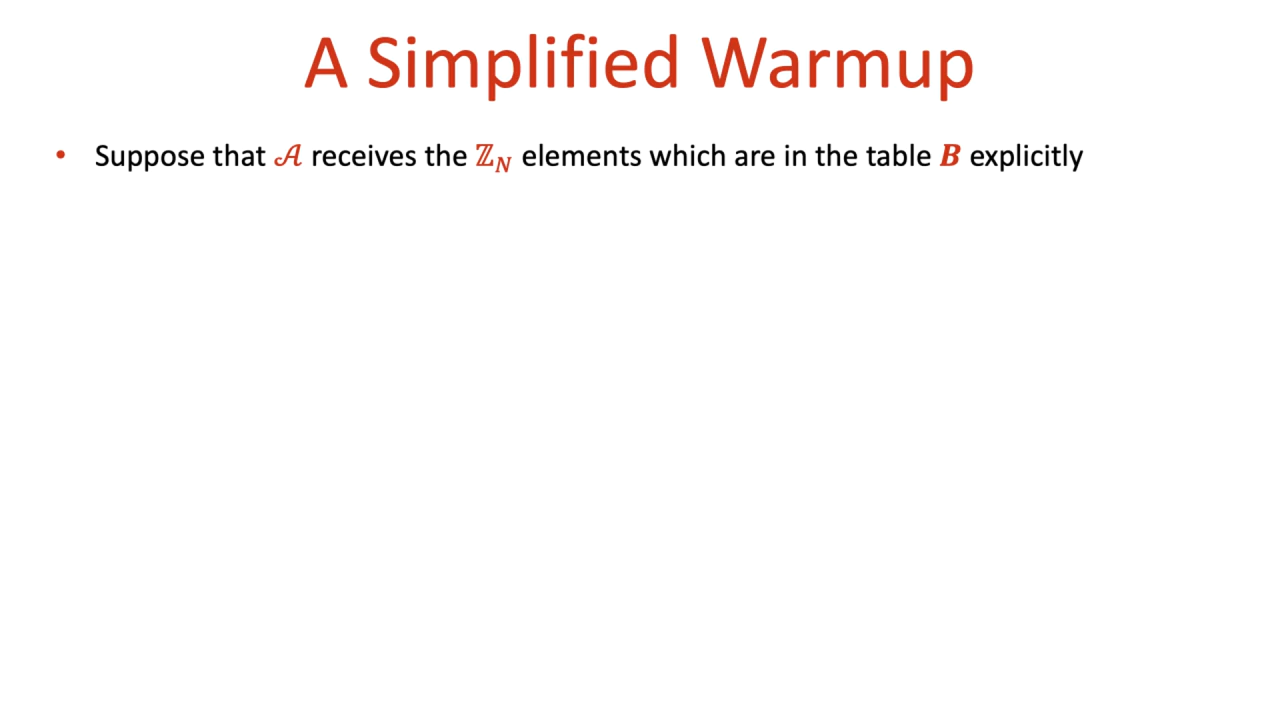 A Simplified Warmup
• Suppose that 𝒜 receives the ℤ_N elements which are in the table B explicitly